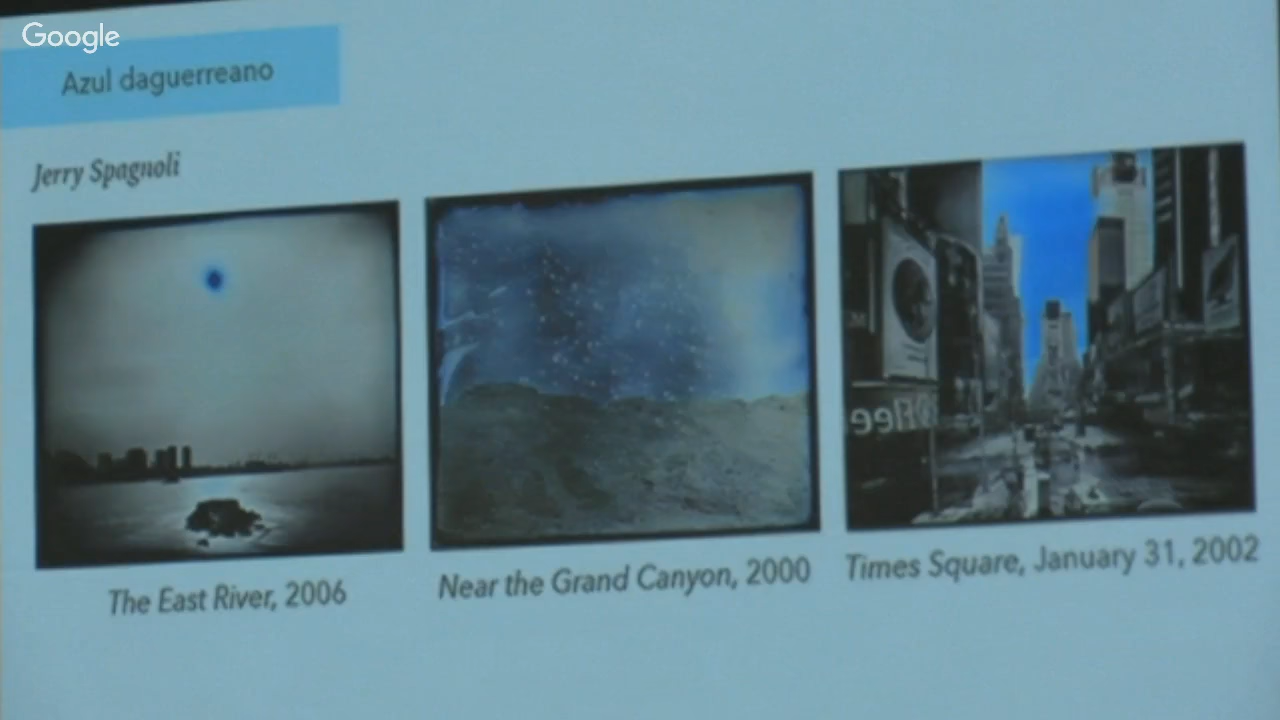 Google
Azul daguerreano
Jerry Spagnoli
The East River, 2006
Near the Grand Canyon, 2000
Times Square, January 31, 2002